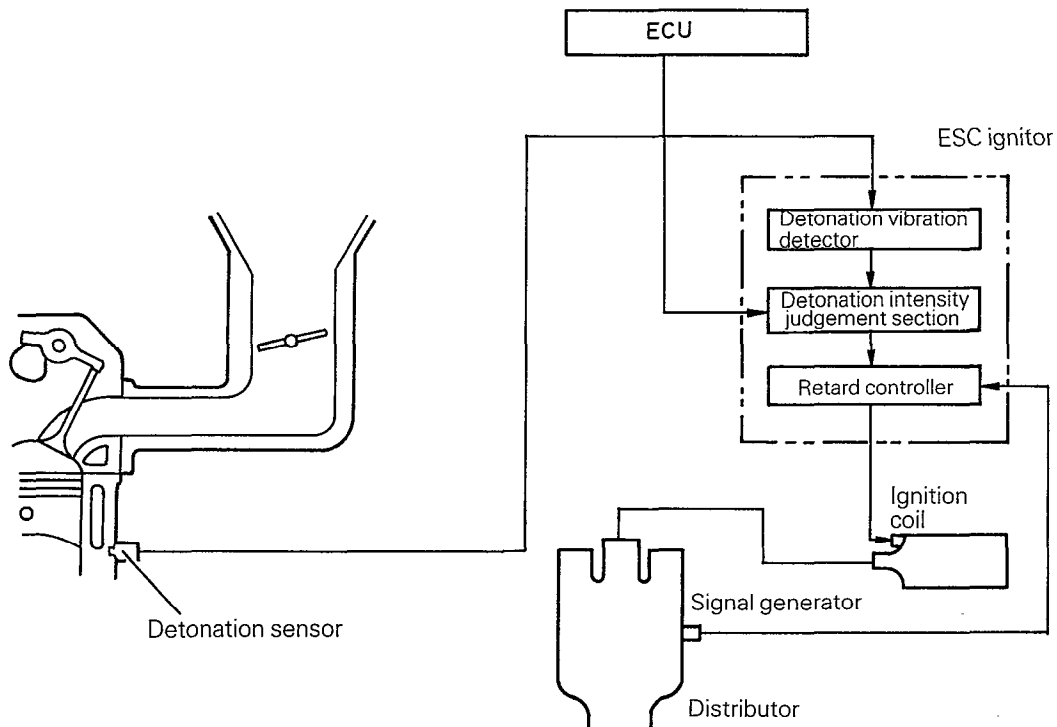 ECU
ESC ignitor
Detonation vibration
detector
Detonation intensity
judgement section
Retard controller
Ignition
coil
Signal generator
Detonation sensor
Distributor